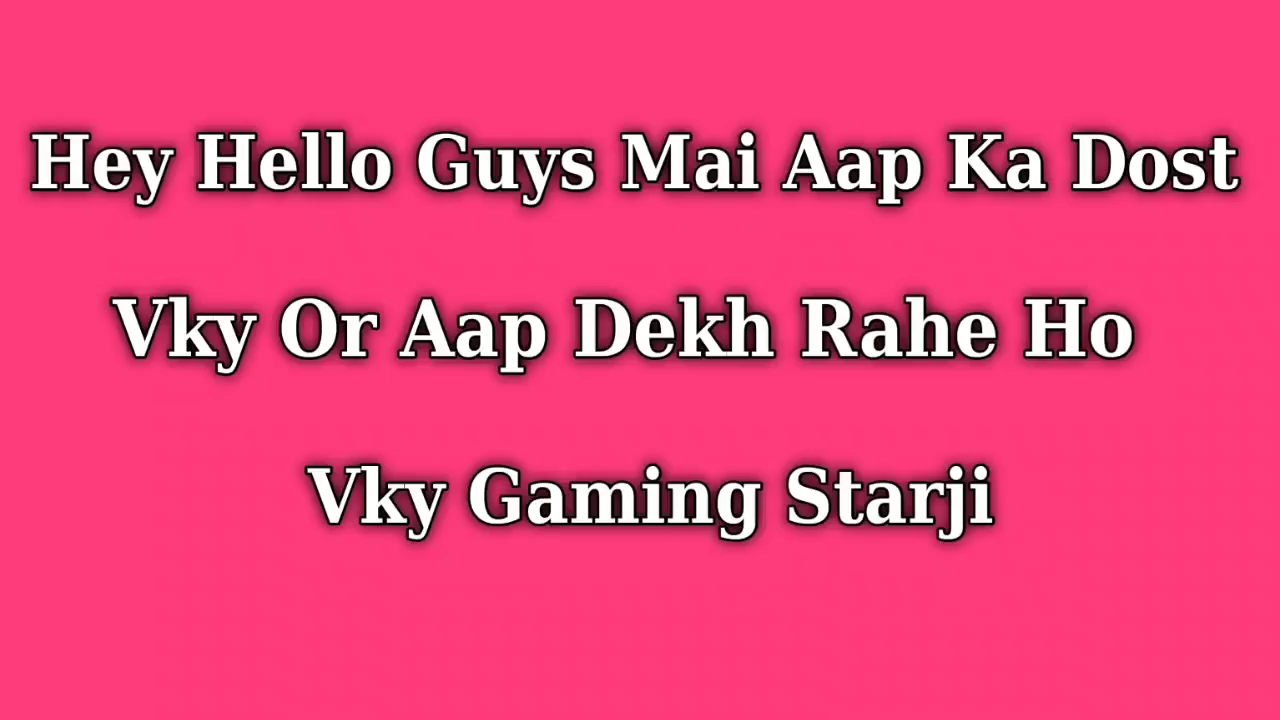 Hey Hello Guys Mai Aap Ka Dost
Vky Or Aap Dekh Rahe Ho
Vky Gaming Starji